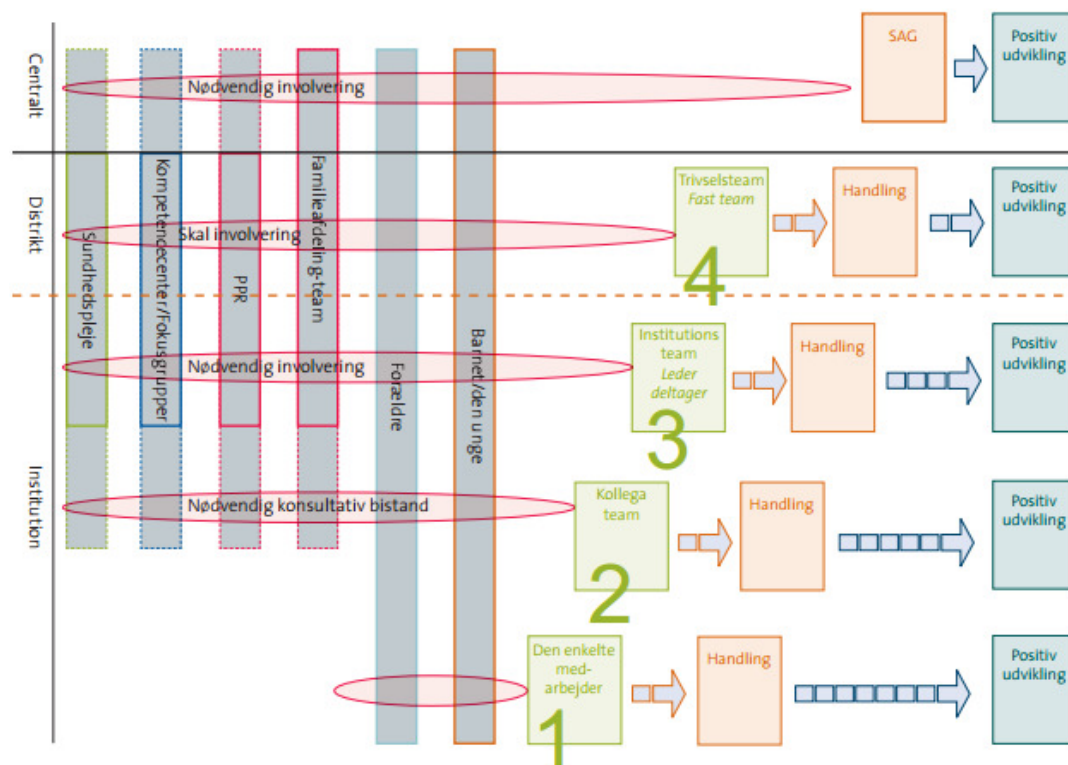 Centralt
Nødvendig involvering
SAG
Positiv
udvikling
Distrikt
Sundhedspleje
Kompetencecenter/Fokusgrupper
PPR
Familieafdeling-team
Forældre
Barnet/den unge
Skal involvering
Trivselsteam
Fast team
4
Handling
Positiv
udvikling
Institution
Nødvendig involvering
Institutions
team
Leder
deltager
3
Handling
Positiv
udvikling
Nødvendig konsultativ bistand
Kollega
team
2
Handling
Positiv
udvikling
Den enkelte
med-
arbejder
1
Handling
Positiv
udvikling